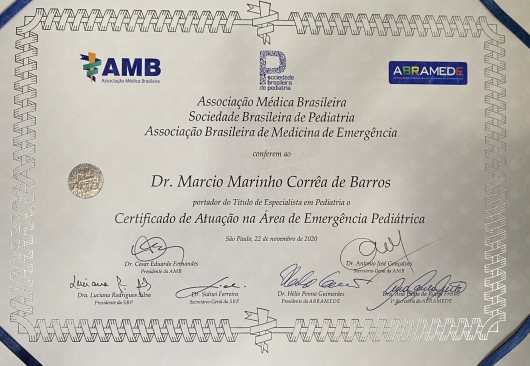 AMB
Associação Médica Brasileira
sociedade
brasileira
de pediatria
ABRAMEDE
Associação Médica Brasileira
Sociedade Brasileira de Pediatria
Associação Brasileira de Medicina de Emergência
conferem ao
Dr. Marcio Marinho Corrêa de Barros
portador do Título de Especialista em Pediatria o
Certificado de Atuação na Área de Emergência Pediátrica
São Paulo, 22 de novembro de 2020
Dr. César Eduardo Fernandes
Presidente da AMB
Dr. Antonio José Gonçalves
Secretário Geral da AMB
Dra. Luciana Rodrigues Silva
Presidente da SBP
Dr. Sidnei Ferreira
Secretário Geral da SBP
Dr. Hélio Penna Guimarães
Presidente da ABRAMEDE
Secretária da ABRAMEDE